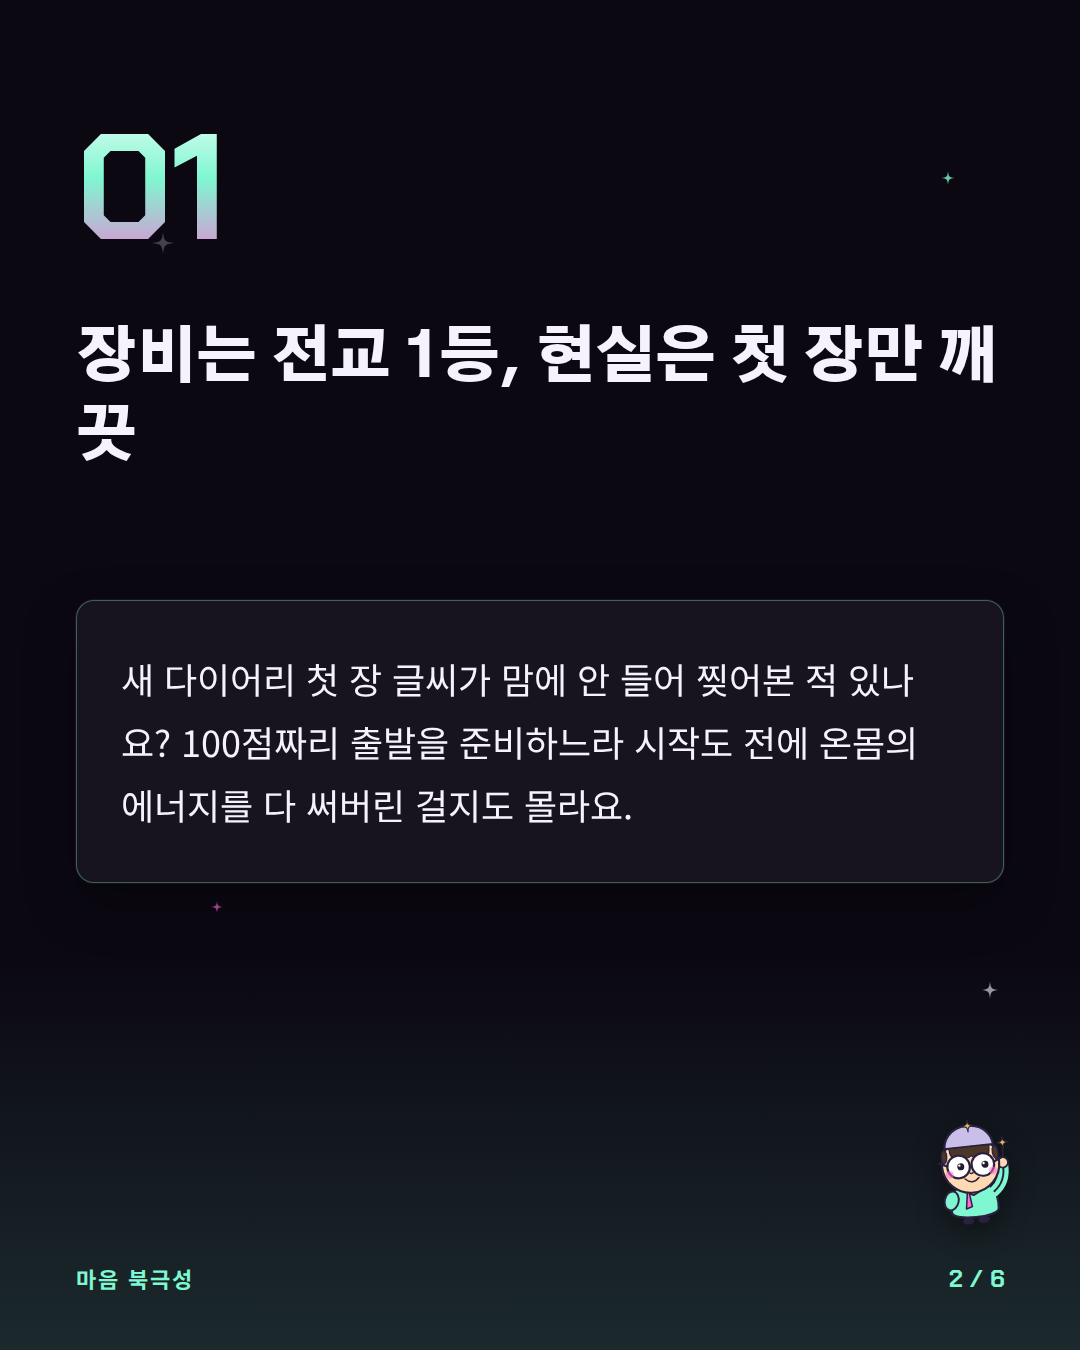 01
장비는 전교 1등, 현실은 첫 장만 깨
끗
새 다이어리 첫 장 글씨가 맘에 안 들어 찢어본 적 있나
요? 100점짜리 출발을 준비하느라 시작도 전에 온몸의
에너지를 다 써버린 걸지도 몰라요.
마음 북극성
2 / 6